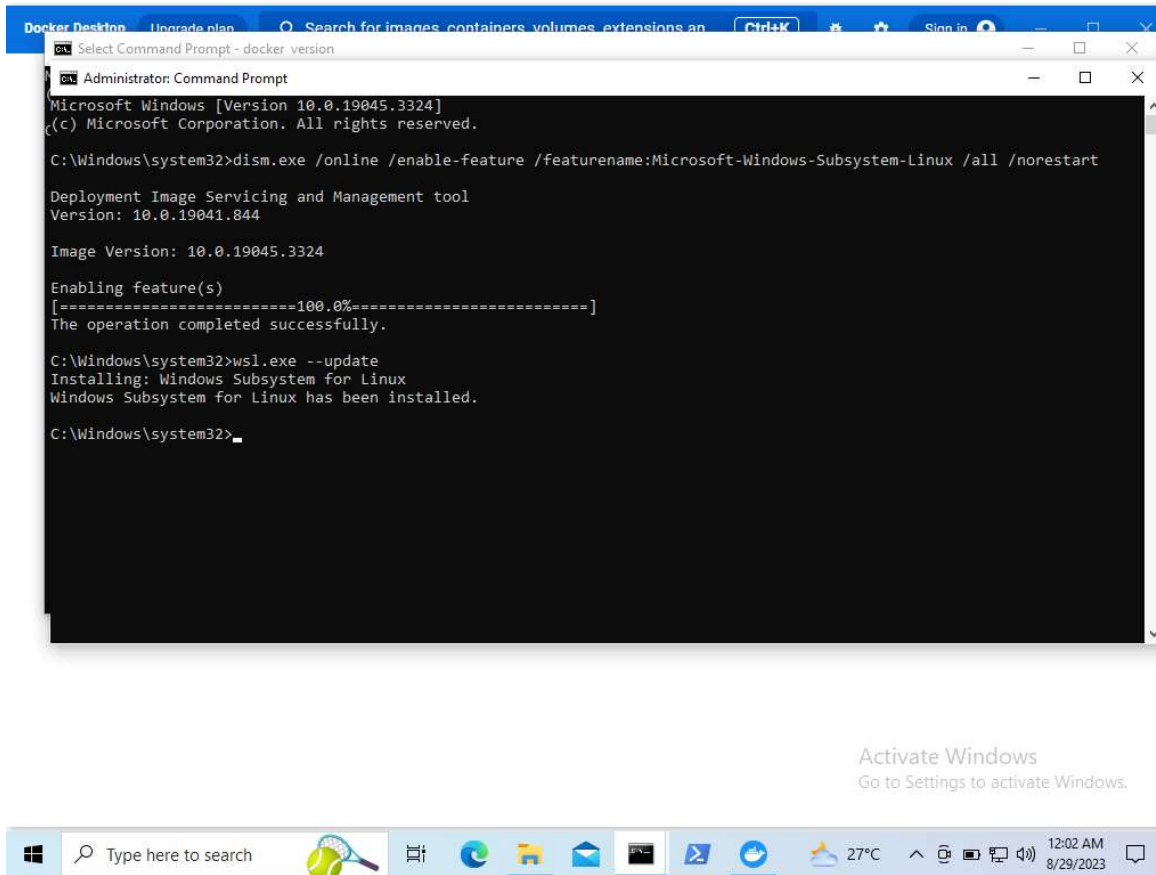 Docker Desktop Upgrade plan Search for images, containers, volumes, extensions an Ctrl+K Sign in
Select Command Prompt - docker version
Administrator: Command Prompt
Microsoft Windows [Version 10.0.19045.3324]
(c) Microsoft Corporation. All rights reserved.
C:\Windows\system32>dism.exe /online /enable-feature /featurename:Microsoft-Windows-Subsystem-Linux /all /norestart
Deployment Image Servicing and Management tool
Version: 10.0.19041.844
Image Version: 10.0.19045.3324
Enabling feature(s)
[==========================100.0%==========================]
The operation completed successfully.
C:\Windows\system32>wsl.exe --update
Installing: Windows Subsystem for Linux
Windows Subsystem for Linux has been installed.
C:\Windows\system32>
Activate Windows
Go to Settings to activate Windows.
Type here to search
27°C
12:02 AM
8/29/2023